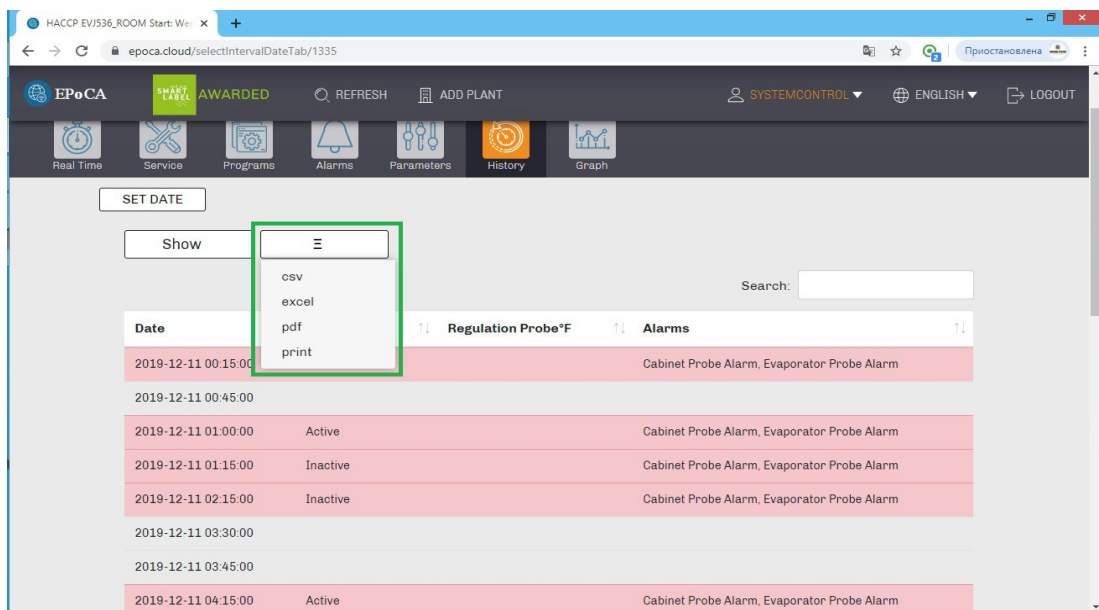 HACCP EVJ536_ROOM Start: We
epoca.cloud/selectIntervalDateTab/1335
Приостановлена
EPoCA
SMART LABEL
AWARDED
REFRESH
ADD PLANT
SYSTEMCONTROL
ENGLISH
LOGOUT
Real Time
Service
Programs
Alarms
Parameters
History
Graph
SET DATE
Show
Ξ
csv
excel
pdf
print
Search:
Date
Regulation Probe°F
Alarms
2019-12-11 00:15:00 Cabinet Probe Alarm, Evaporator Probe Alarm
2019-12-11 00:45:00
2019-12-11 01:00:00 Active Cabinet Probe Alarm, Evaporator Probe Alarm
2019-12-11 01:15:00 Inactive Cabinet Probe Alarm, Evaporator Probe Alarm
2019-12-11 02:15:00 Inactive Cabinet Probe Alarm, Evaporator Probe Alarm
2019-12-11 03:30:00
2019-12-11 03:45:00
2019-12-11 04:15:00 Active Cabinet Probe Alarm, Evaporator Probe Alarm